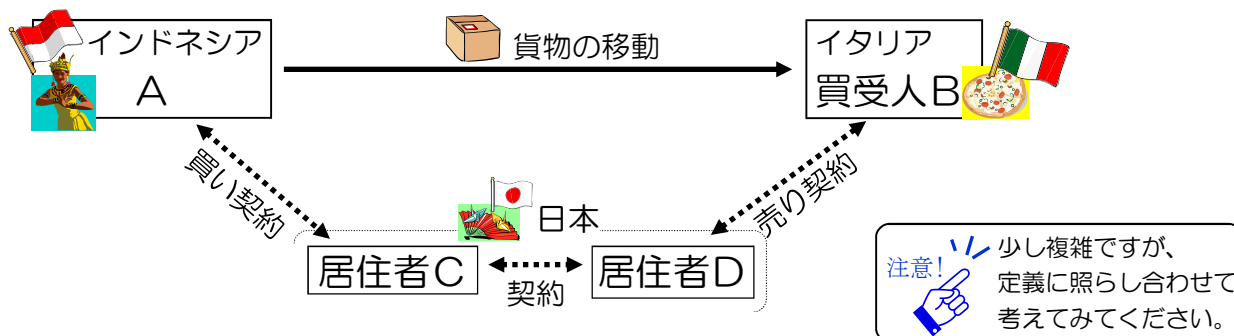 インドネシア
A
貨物の移動
イタリア
買受人B
買い契約
売り契約
日本
居住者C
契約
居住者D
注意!
少し複雑ですが、
定義に照らし合わせて
考えてみてください。